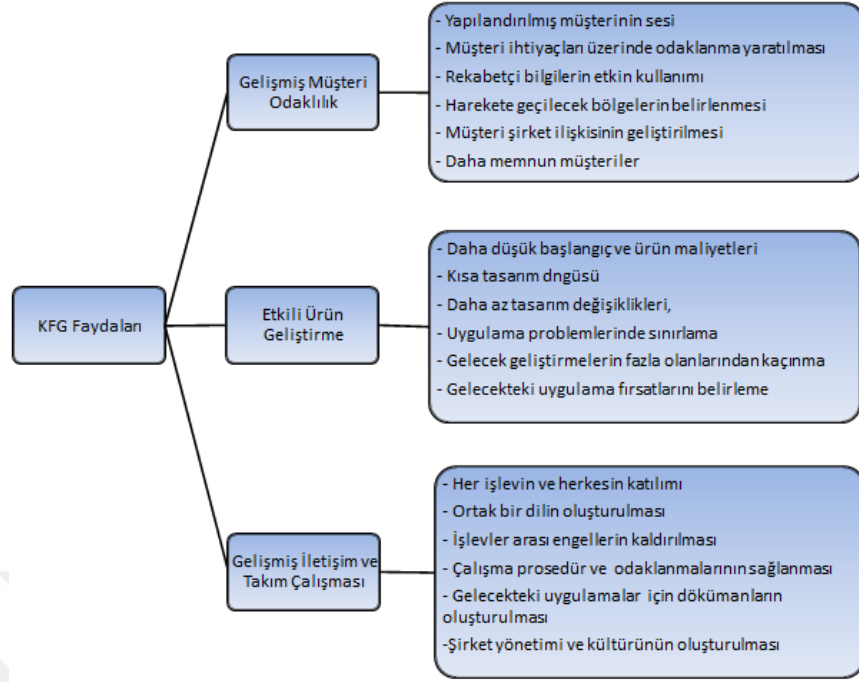 KFG Faydaları
Gelişmiş Müşteri
Odaklılık
- Yapılandırılmış müşterinin sesi
- Müşteri ihtiyaçları üzerinde odaklanma yaratılması
- Rekabetçi bilgilerin etkin kullanımı
- Harekete geçilecek bölgelerin belirlenmesi
- Müşteri şirket ilişkisinin geliştirilmesi
- Daha memnun müşteriler
Etkili Ürün
Geliştirme
- Daha düşük başlangıç ve ürün maliyetleri
- Kısa tasarım dngüsü
- Daha az tasarım değişiklikleri,
- Uygulama problemlerinde sınırlama
- Gelecek geliştirmelerin fazla olanlarından kaçınma
- Gelecekteki uygulama fırsatlarını belirleme
Gelişmiş İletişim ve
Takım Çalışması
- Her işlevin ve herkesin katılımı
- Ortak bir dilin oluşturulması
- İşlevler arası engellerin kaldırılması
- Çalışma prosedür ve odaklanmalarının sağlanması
- Gelecekteki uygulamalar için dökümanların
oluşturulması
-Şirket yönetimi ve kültürünün oluşturulması